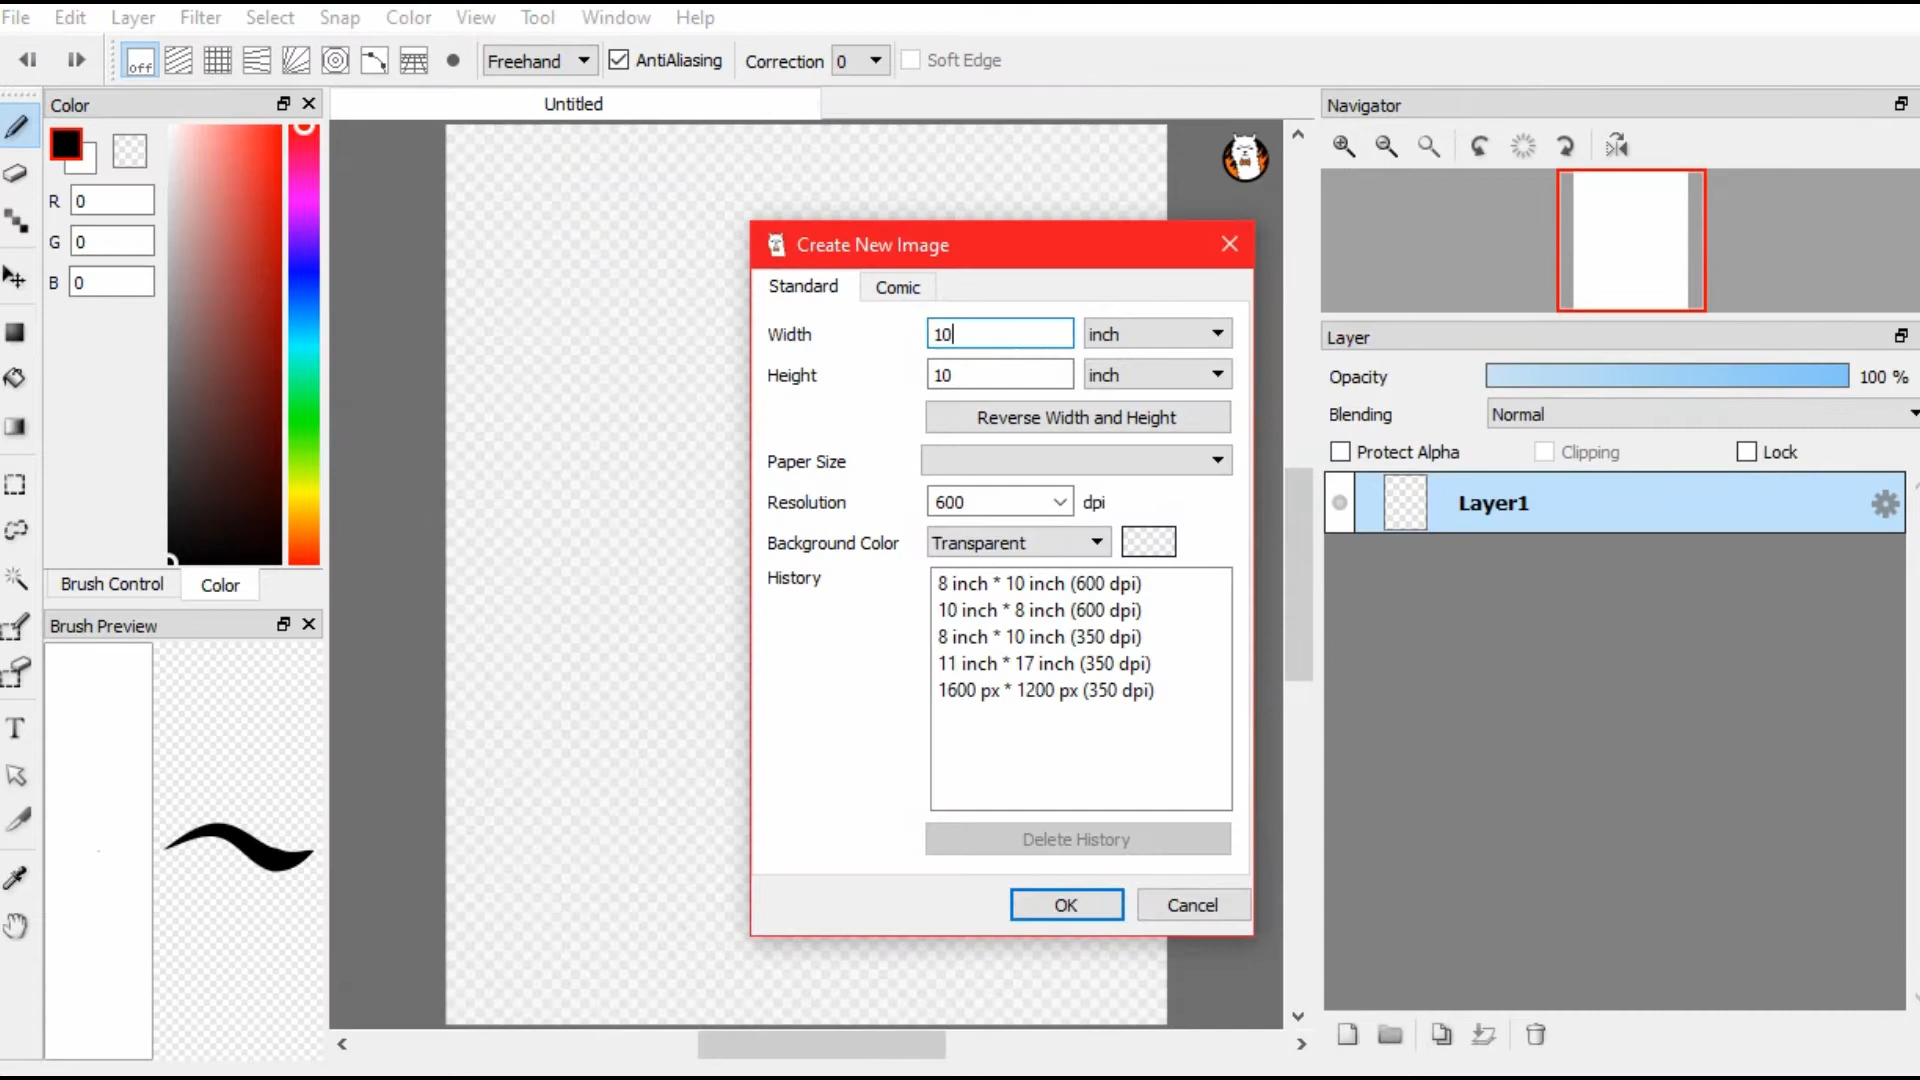 File Edit Layer Filter Select Snap Color View Tool Window Help
off Freehand AntiAliasing Correction 0 Soft Edge
Color
R 0
G 0
B 0
Brush Control Color
Brush Preview
T
Untitled
Create New Image
Standard Comic
Width 10 inch
Height 10 inch
Reverse Width and Height
Paper Size
Resolution 600 dpi
Background Color Transparent
History
8 inch * 10 inch (600 dpi)
10 inch * 8 inch (600 dpi)
8 inch * 10 inch (350 dpi)
11 inch * 17 inch (350 dpi)
1600 px * 1200 px (350 dpi)
Delete History
OK Cancel
Navigator
Layer
Opacity 100 %
Blending Normal
Protect Alpha Clipping Lock
Layer1